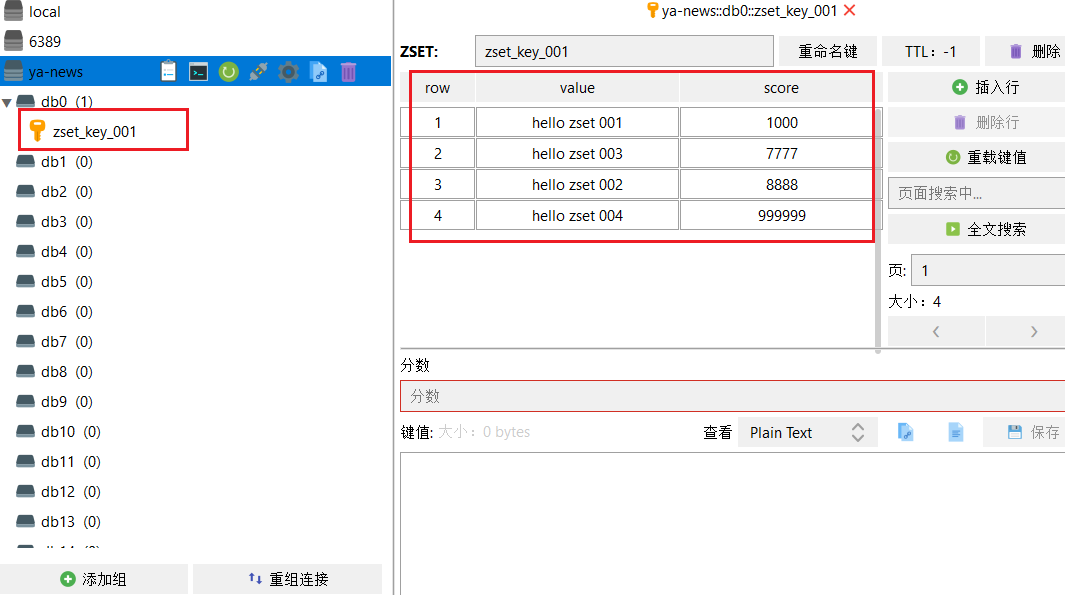 local
6389
ya-news
db0 (1)
zset_key_001
db1 (0)
db2 (0)
db3 (0)
db4 (0)
db5 (0)
db6 (0)
db7 (0)
db8 (0)
db9 (0)
db10 (0)
db11 (0)
db12 (0)
db13 (0)
添加组 重组连接
ya-news::db0::zset_key_001
ZSET: zset_key_001 重命名键 TTL: -1 删除
row value score
1 hello zset 001 1000
2 hello zset 003 7777
3 hello zset 002 8888
4 hello zset 004 999999
插入行
删除行
重载键值
页面搜索中...
全文搜索
页: 1
大小: 4
分数
分数
键值: 大小: 0 bytes 查看 Plain Text 保存